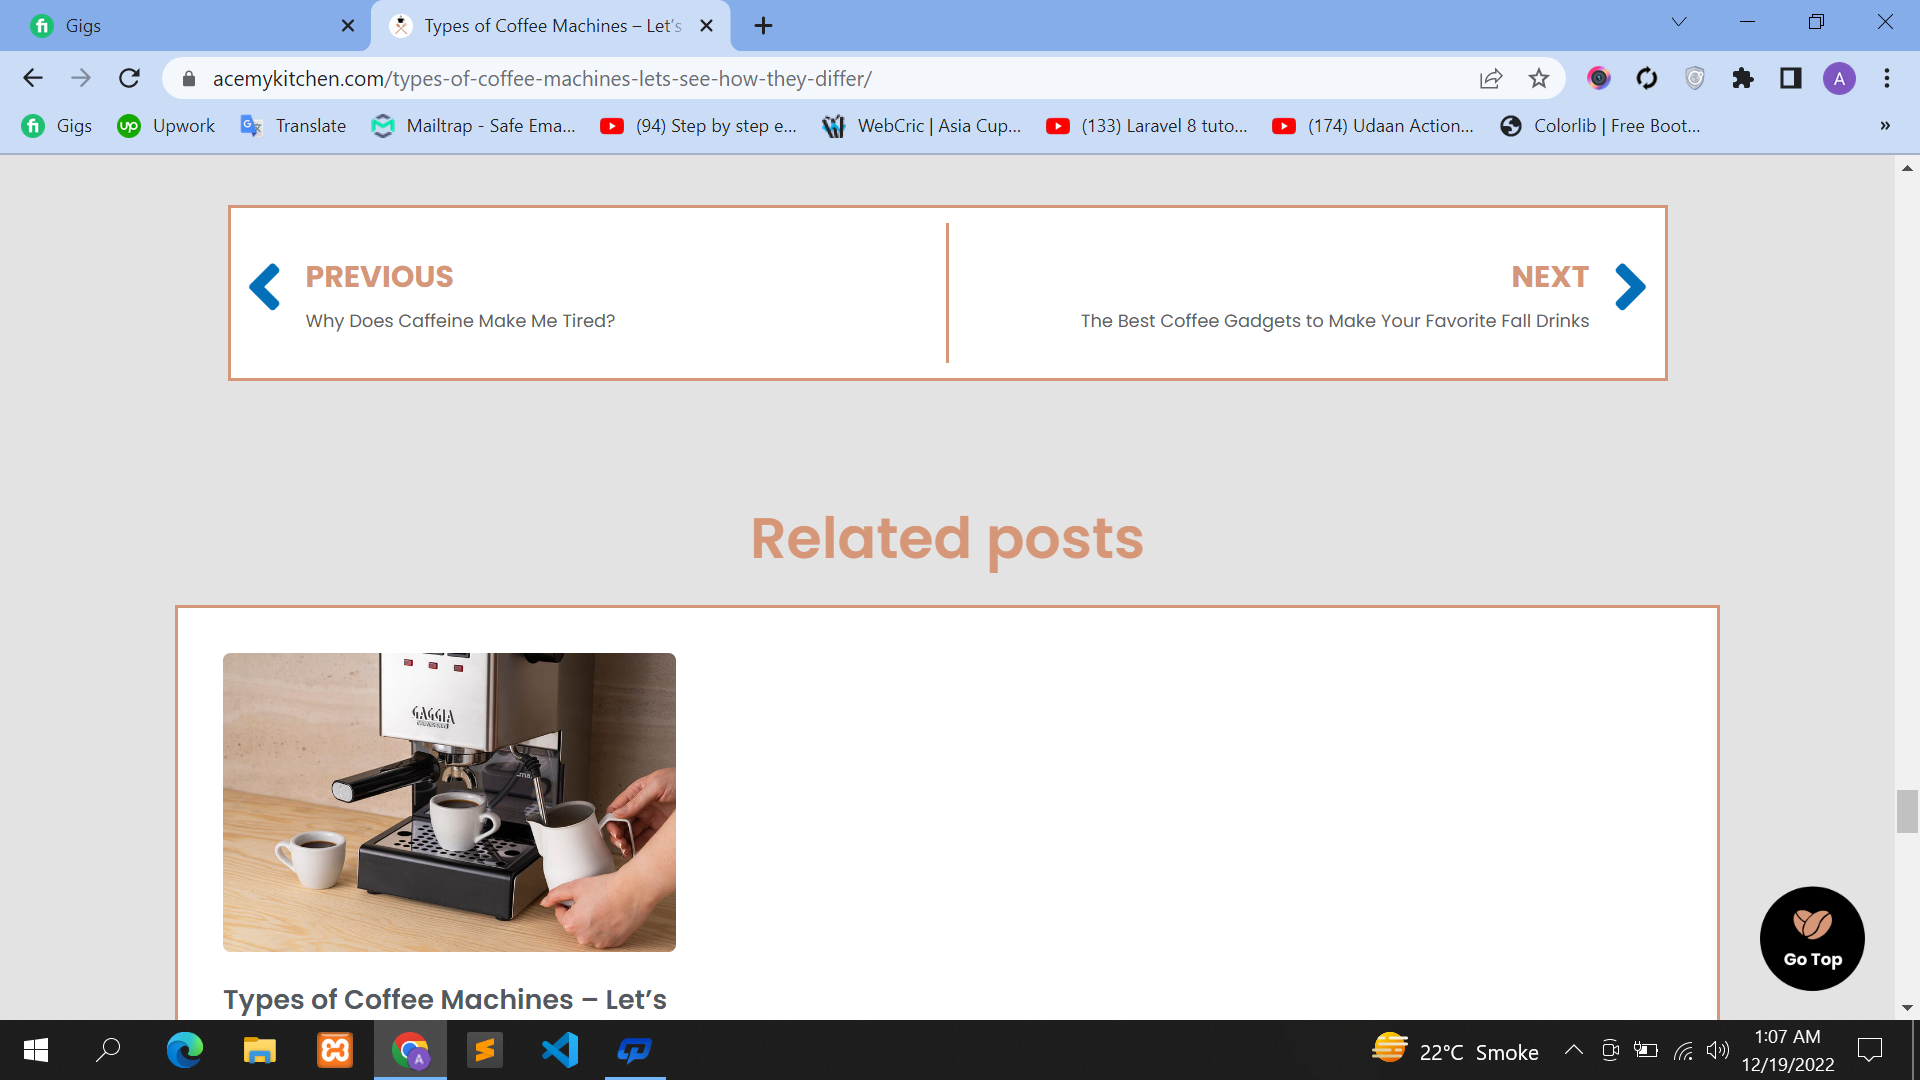 Gigs
Types of Coffee Machines – Let's
acemykitchen.com/types-of-coffee-machines-lets-see-how-they-differ/
A
Gigs
Upwork
Translate
Mailtrap - Safe Ema...
(94) Step by step e...
WebCric | Asia Cup...
(133) Laravel 8 tuto...
(174) Udaan Action...
Colorlib | Free Boot...
»
PREVIOUS
Why Does Caffeine Make Me Tired?
NEXT
The Best Coffee Gadgets to Make Your Favorite Fall Drinks
Related posts
GAGGIA
Types of Coffee Machines – Let's
Go Top
22°C Smoke
1:07 AM
12/19/2022